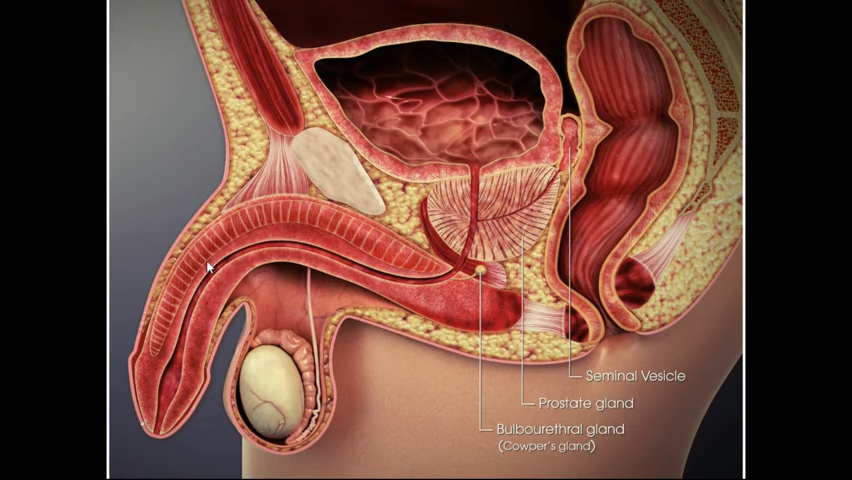 Seminal Vesicle
Prostate gland
Bulbourethral gland
(Cowper's gland)